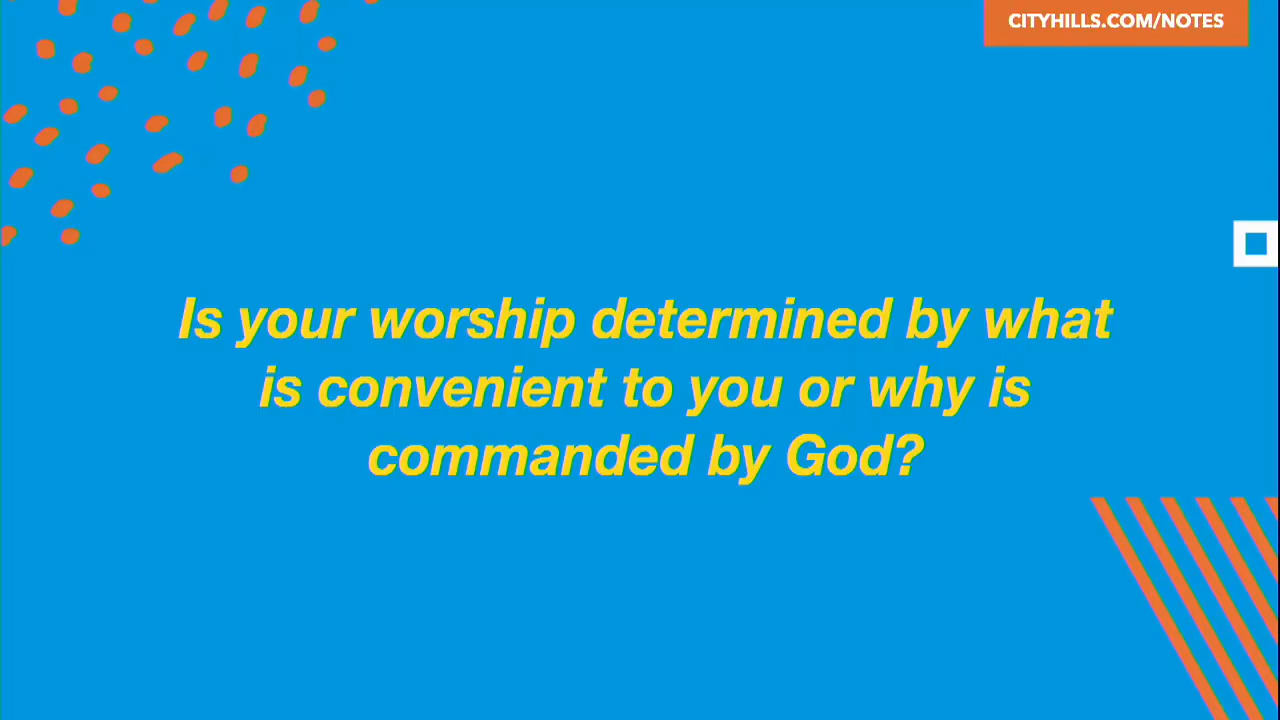 CITYHILLS.COM/NOTES
Is your worship determined by what
is convenient to you or why is
commanded by God?